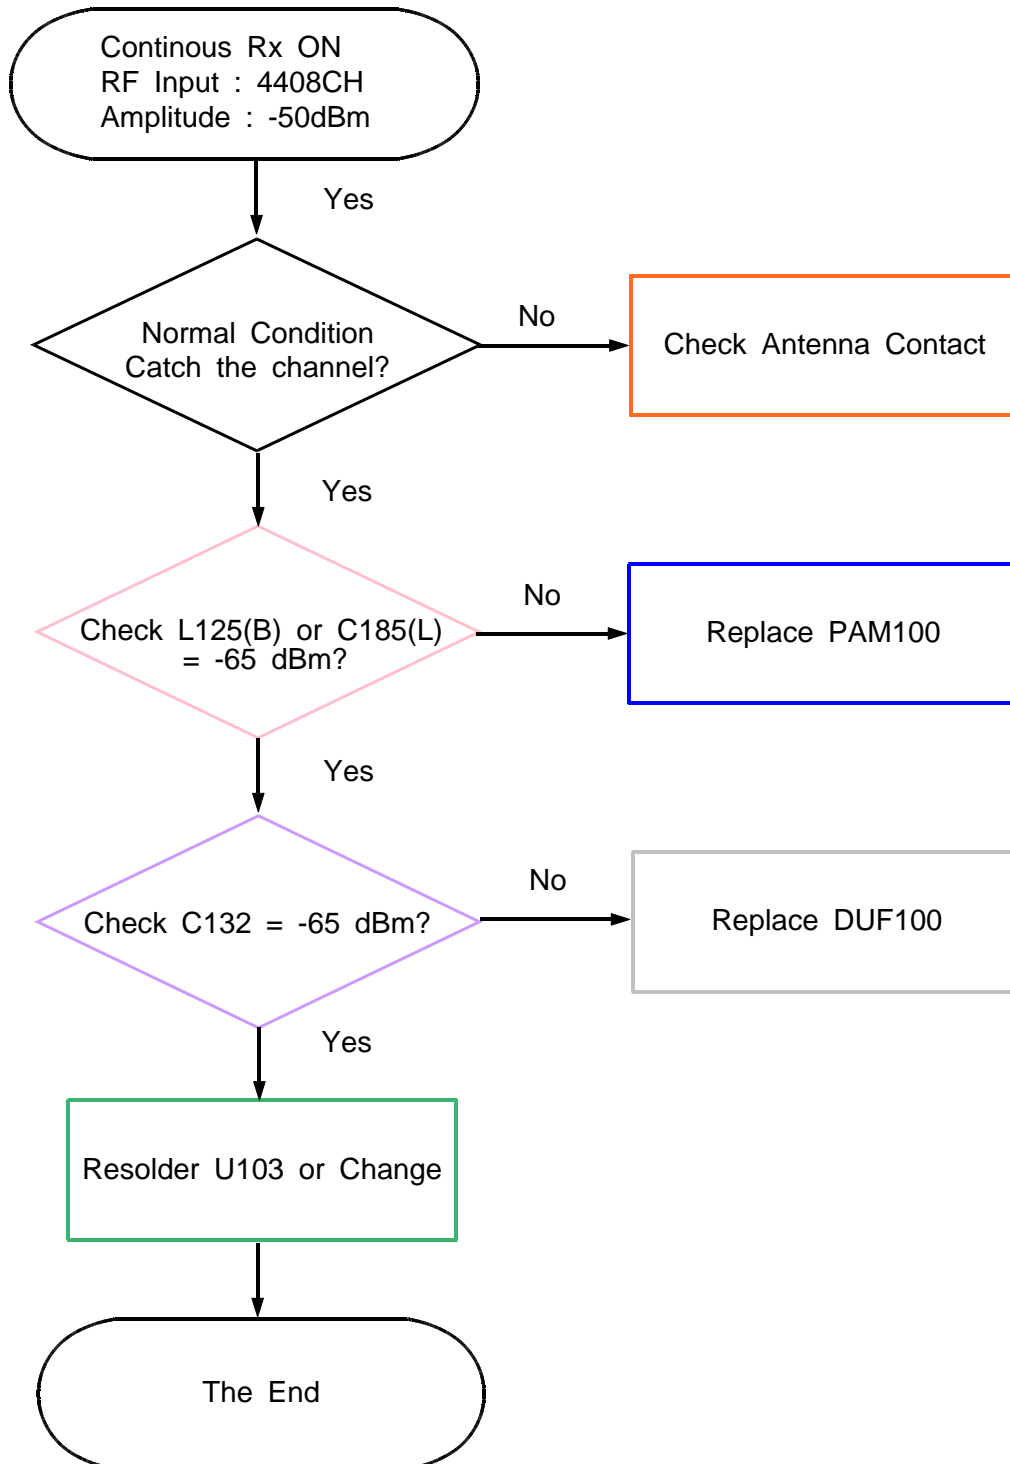 Continous Rx ON
RF Input : 4408CH
Amplitude : -50dBm
Yes
Normal Condition
Catch the channel?
No
Check Antenna Contact
Yes
Check L125(B) or C185(L)
= -65 dBm?
No
Replace PAM100
Yes
Check C132 = -65 dBm?
No
Replace DUF100
Yes
Resolder U103 or Change
The End